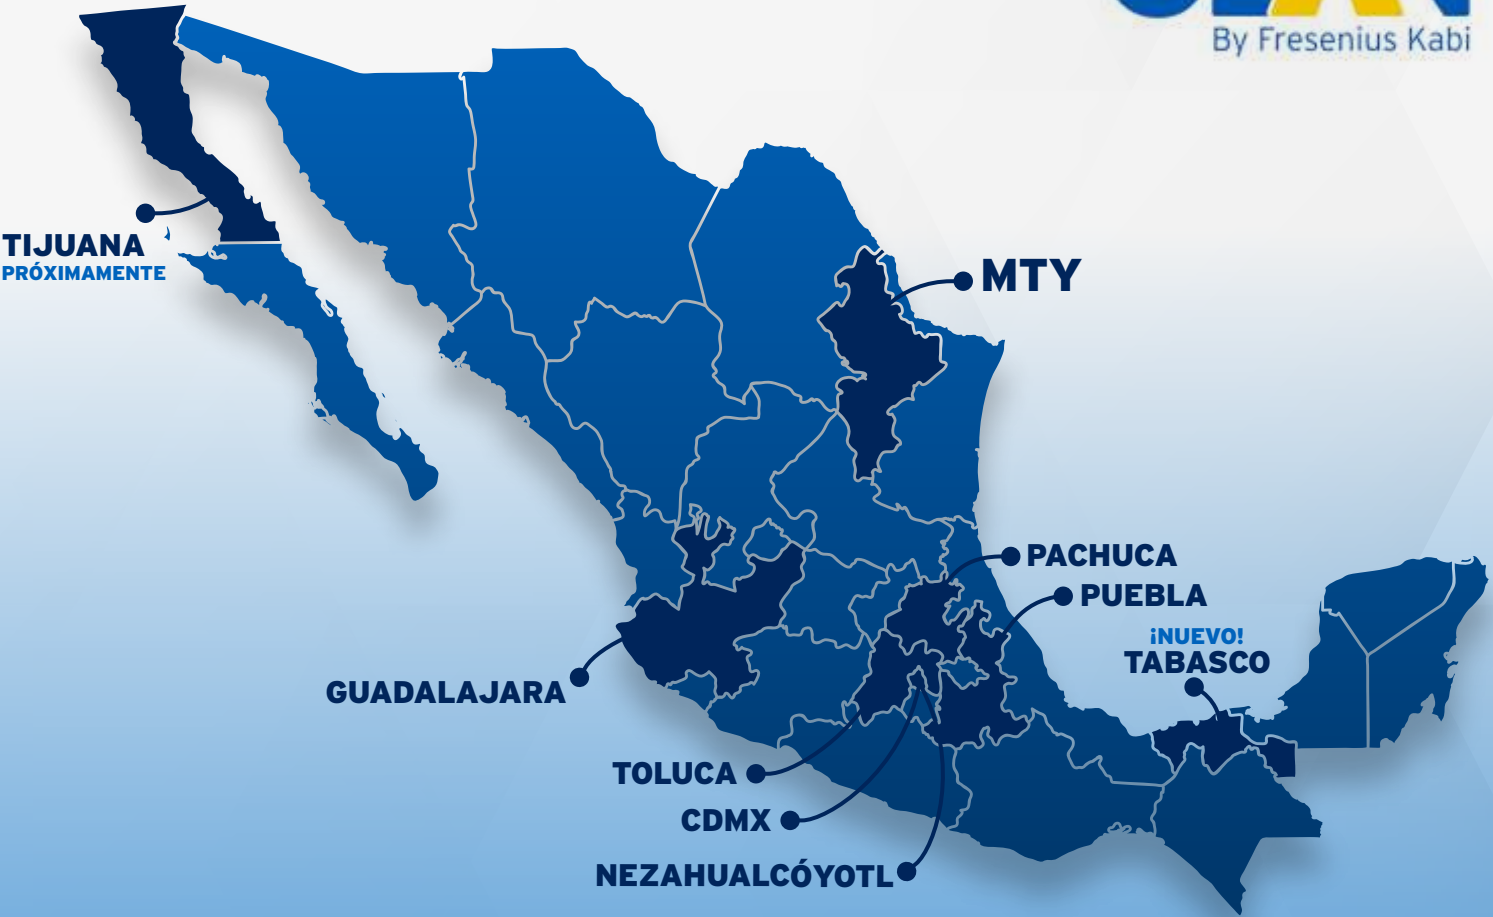 By Fresenius Kabi
TIJUANA
PRÓXIMAMENTE
MTY
PACHUCA
PUEBLA
¡NUEVO!
TABASCO
GUADALAJARA
TOLUCA
CDMX
NEZAHUALCÓYOTL